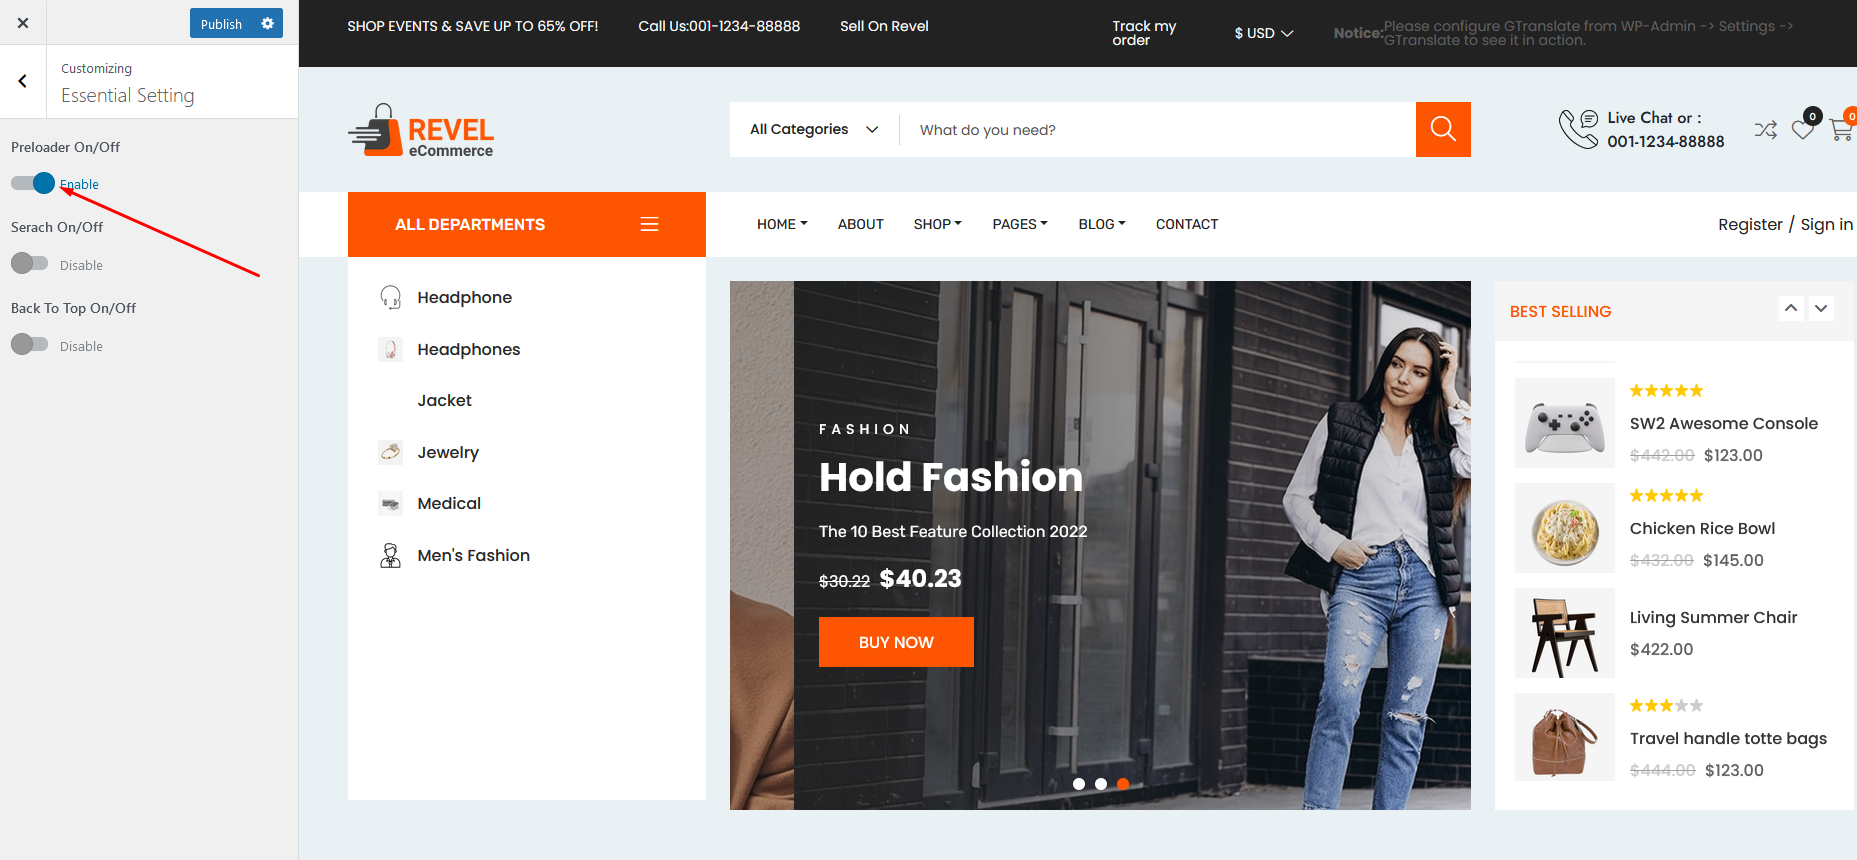 Publish
Customizing
Essential Setting
Preloader On/Off
Enable
Serach On/Off
Disable
Back To Top On/Off
Disable
SHOP EVENTS & SAVE UP TO 65% OFF!
Call Us:001-1234-88888
Sell On Revel
Track my
order
$ USD
Notice:
Please configure GTranslate from WP-Admin -> Settings ->
GTranslate to see it in action.
REVEL
eCommerce
All Categories
What do you need?
Live Chat or :
001-1234-88888
0
0
ALL DEPARTMENTS
HOME
ABOUT
SHOP
PAGES
BLOG
CONTACT
Register / Sign in
Headphone
Headphones
Jacket
Jewelry
Medical
Men's Fashion
FASHION
Hold Fashion
The 10 Best Feature Collection 2022
$30.22 $40.23
BUY NOW
BEST SELLING
SW2 Awesome Console
$442.00 $123.00
Chicken Rice Bowl
$432.00 $145.00
Living Summer Chair
$422.00
Travel handle totte bags
$444.00 $123.00